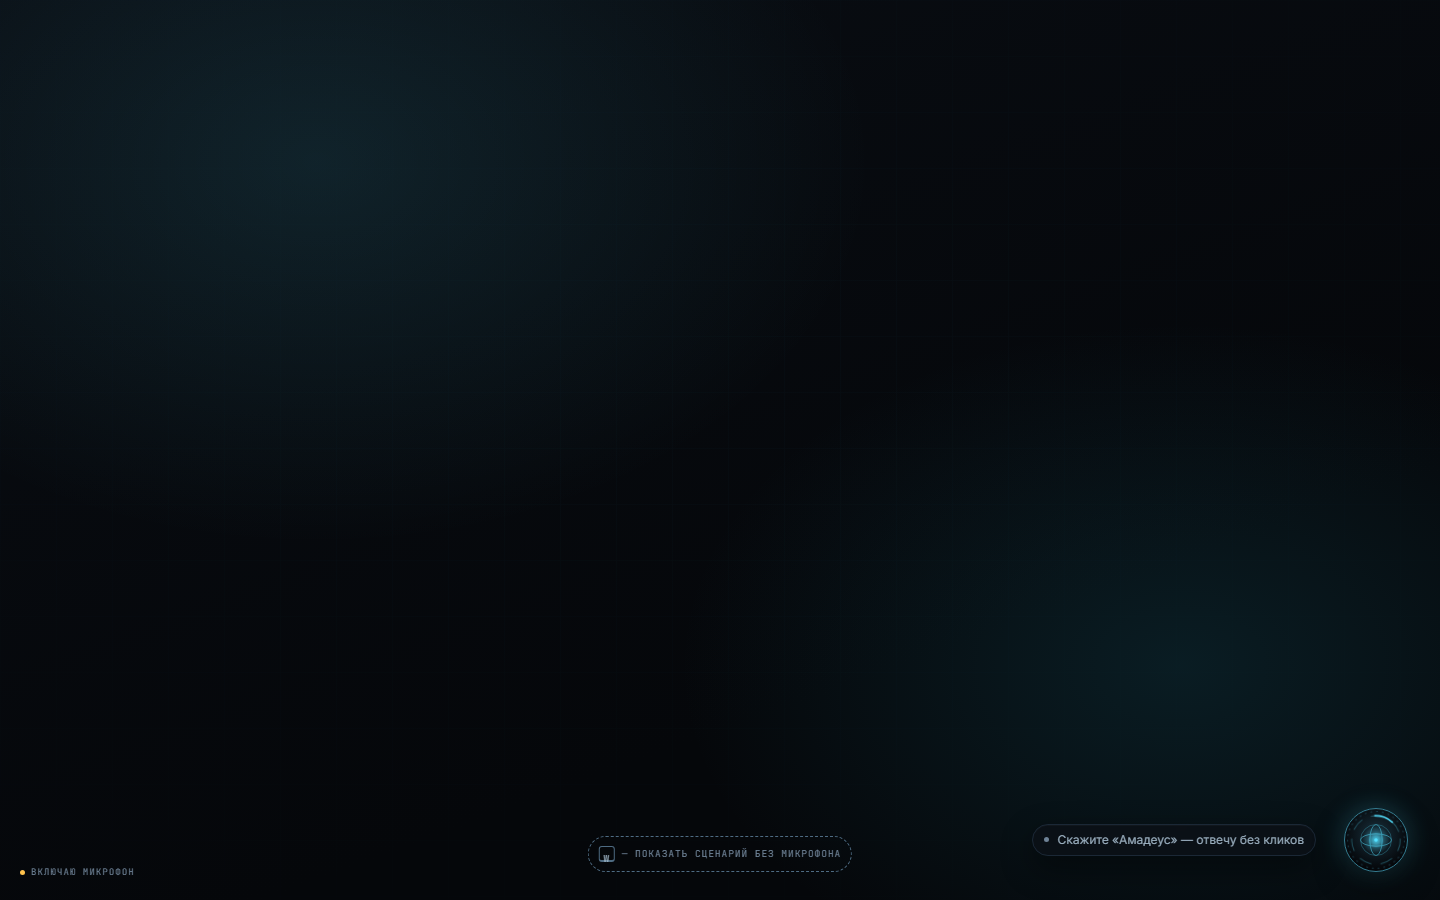 Скажите «Амадеус» — отвечу без кликов
W — ПОКАЗАТЬ СЦЕНАРИЙ БЕЗ МИКРОФОНА
ВКЛЮЧАЮ МИКРОФОН